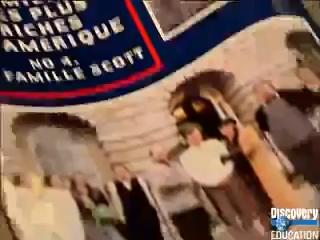 LES PLUS
RICHES
AMÉRIQUE
NO 4.
FAMILLE SCOTT
Discovery
EDUCATION